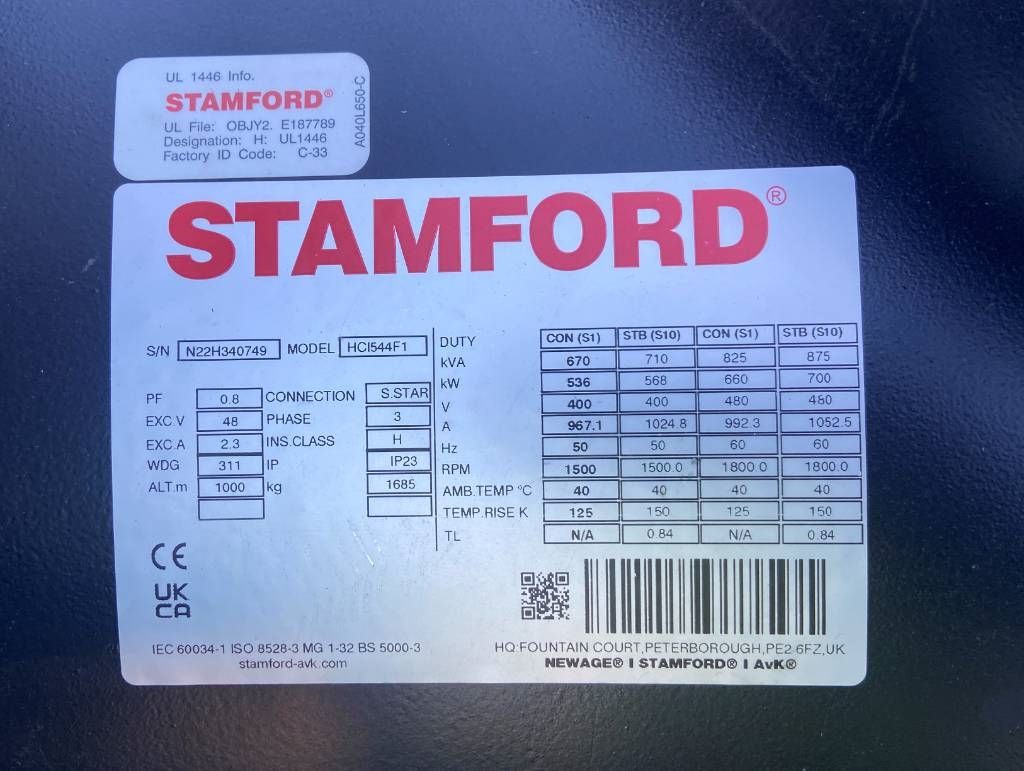 UL 1446 Info.
STAMFORD®
UL File: OBJY2. E187789
Designation: H: UL1446
Factory ID Code: C-33
A040L650-C
STAMFORD®
S/N N22H340749 MODEL HCI544F1
PF 0.8 CONNECTION S.STAR
EXC.V 48 PHASE 3
EXC.A 2.3 INS.CLASS H
WDG 311 IP IP23
ALT.m 1000 kg 1685
DUTY CON (S1) STB (S10) CON (S1) STB (S10)
kVA 670 710 825 875
kW 536 568 660 700
V 400 400 480 480
A 967.1 1024.8 992.3 1052.5
Hz 50 50 60 60
RPM 1500 1500.0 1800.0 1800.0
AMB.TEMP °C 40 40 40 40
TEMP.RISE K 125 150 125 150
TL N/A 0.84 N/A 0.84
CE
UK
CA
IEC 60034-1 ISO 8528-3 MG 1-32 BS 5000-3
stamford-avk.com
HQ:FOUNTAIN COURT,PETERBOROUGH,PE2 6FZ,UK
NEWAGE® I STAMFORD® I AvK®